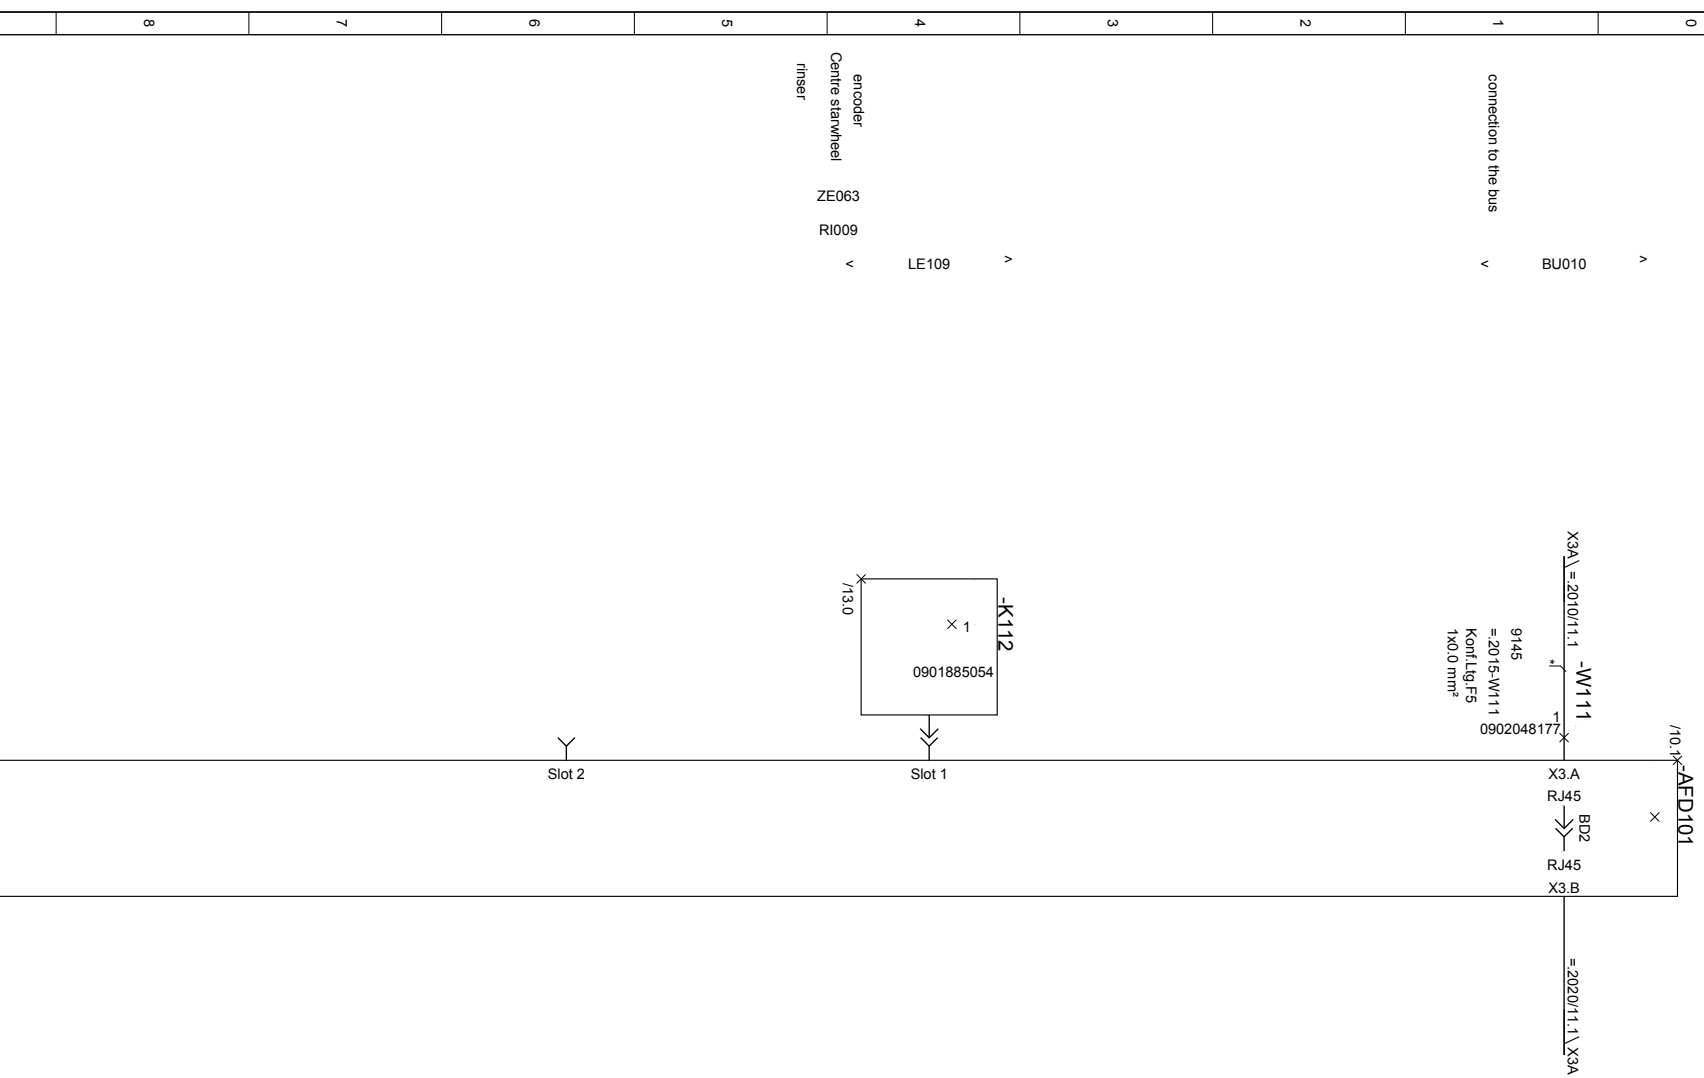 8 7 6 5 4 3 2 1 0
encoder
Centre starwheel
rinser
connection to the bus
ZE063
RI009
< LE109 >
< BU010 >
X3A\ =.2010/11.1
-W111
*
9145
=.2015-W111
Konf.Ltg.F5
1x0.0 mm²
1
0902048177
/13.0
-K112
1
0901885054
/10.1
-AFD101
Slot 2
Slot 1
X3.A
RJ45
BD2
RJ45
X3.B
=.2020/11.1\ X3A